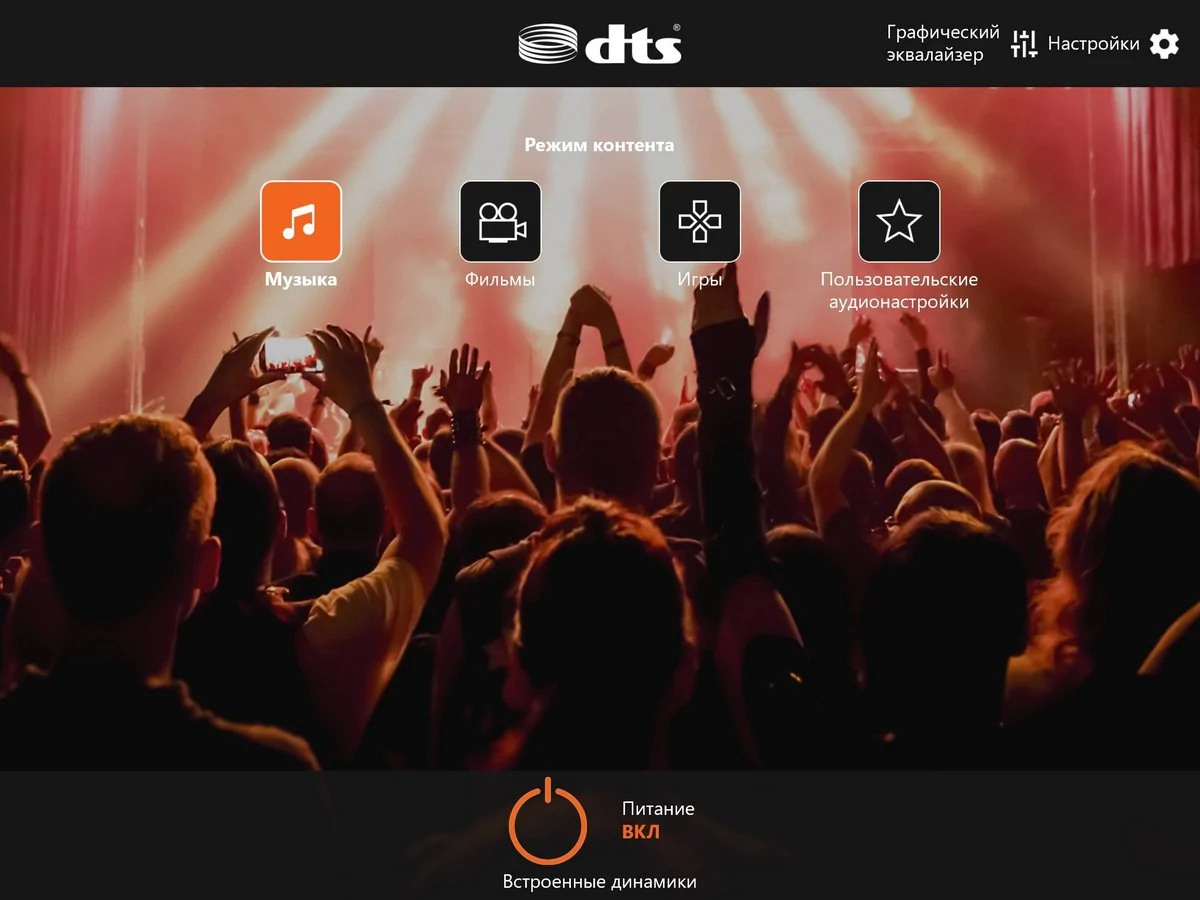 dts®
Графический
эквалайзер
Настройки
Режим контента
Музыка
Фильмы
Игры
Пользовательские
аудионастройки
Питание
ВКЛ
Встроенные динамики